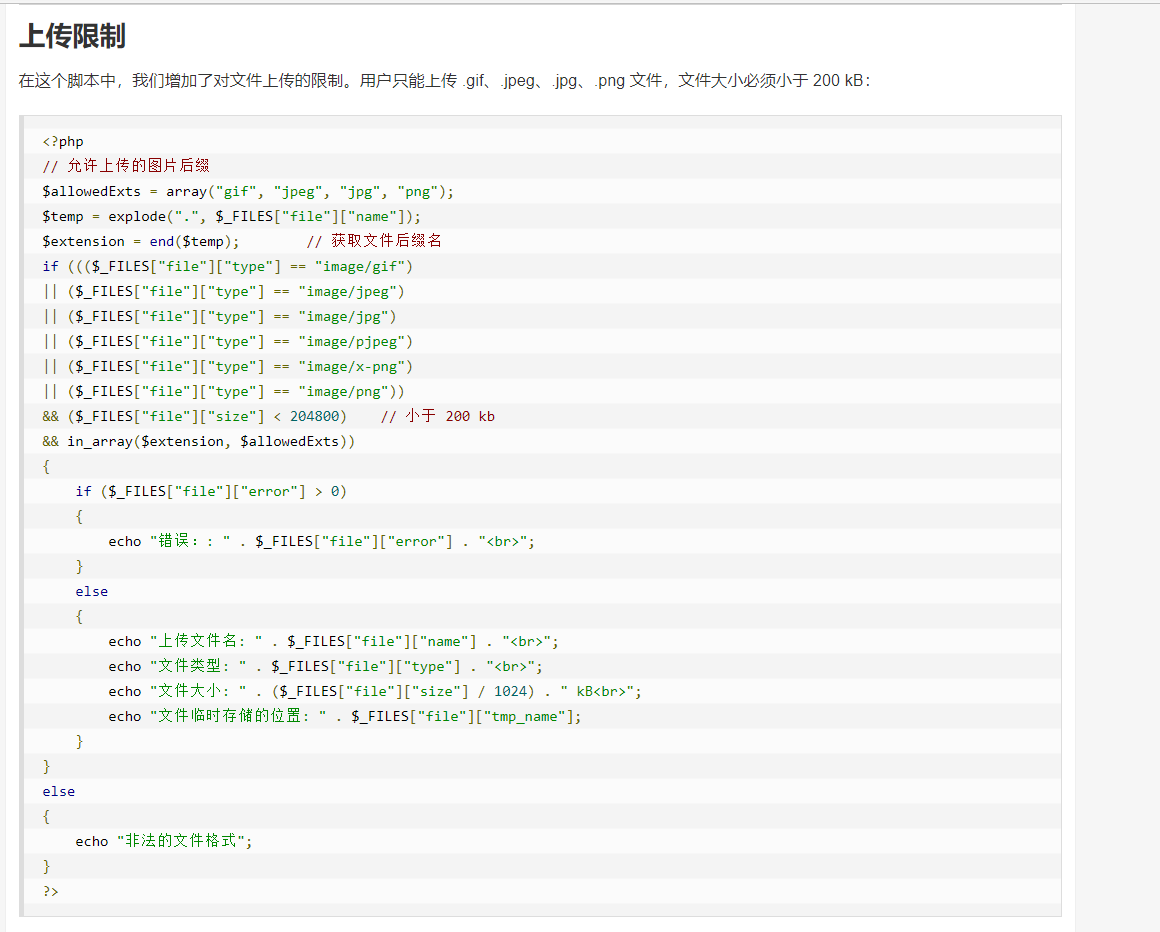 上传限制
在这个脚本中，我们增加了对文件上传的限制。用户只能上传 .gif、.jpeg、.jpg、.png 文件，文件大小必须小于 200 kB：
<?php
// 允许上传的图片后缀
$allowedExts = array("gif", "jpeg", "jpg", "png");
$temp = explode(".", $_FILES["file"]["name"]);
$extension = end($temp);        // 获取文件后缀名
if ((($_FILES["file"]["type"] == "image/gif")
|| ($_FILES["file"]["type"] == "image/jpeg")
|| ($_FILES["file"]["type"] == "image/jpg")
|| ($_FILES["file"]["type"] == "image/pjpeg")
|| ($_FILES["file"]["type"] == "image/x-png")
|| ($_FILES["file"]["type"] == "image/png"))
&& ($_FILES["file"]["size"] < 204800)    // 小于 200 kb
&& in_array($extension, $allowedExts))
{
    if ($_FILES["file"]["error"] > 0)
    {
        echo "错误：: " . $_FILES["file"]["error"] . "<br>";
    }
    else
    {
        echo "上传文件名: " . $_FILES["file"]["name"] . "<br>";
        echo "文件类型: " . $_FILES["file"]["type"] . "<br>";
        echo "文件大小: " . ($_FILES["file"]["size"] / 1024) . " kB<br>";
        echo "文件临时存储的位置: " . $_FILES["file"]["tmp_name"];
    }
}
else
{
    echo "非法的文件格式";
}
?>